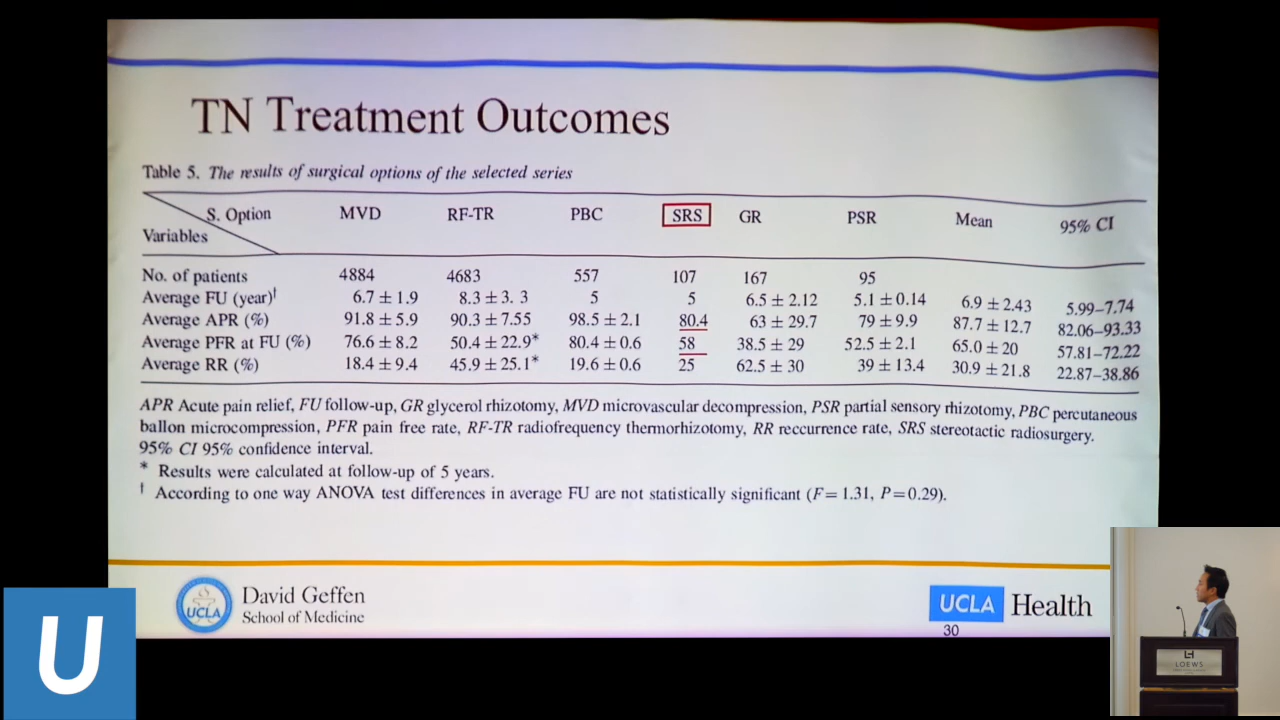 TN Treatment Outcomes
Table 5. The results of surgical options of the selected series
S. Option MVD RF-TR PBC SRS GR PSR Mean 95% CI
Variables
No. of patients 4884 4683 557 107 167 95
Average FU (year)† 6.7 ± 1.9 8.3 ± 3. 3 5 5 6.5 ± 2.12 5.1 ± 0.14 6.9 ± 2.43 5.99–7.74
Average APR (%) 91.8 ± 5.9 90.3 ± 7.55 98.5 ± 2.1 80.4 63 ± 29.7 79 ± 9.9 87.7 ± 12.7 82.06–93.33
Average PFR at FU (%) 76.6 ± 8.2 50.4 ± 22.9* 80.4 ± 0.6 58 38.5 ± 29 52.5 ± 2.1 65.0 ± 20 57.81–72.22
Average RR (%) 18.4 ± 9.4 45.9 ± 25.1* 19.6 ± 0.6 25 62.5 ± 30 39 ± 13.4 30.9 ± 21.8 22.87–38.86
APR Acute pain relief, FU follow-up, GR glycerol rhizotomy, MVD microvascular decompression, PSR partial sensory rhizotomy, PBC percutaneous
ballon microcompression, PFR pain free rate, RF-TR radiofrequency thermorhizotomy, RR reccurrence rate, SRS stereotactic radiosurgery.
95% CI 95% confidence interval.
* Results were calculated at follow-up of 5 years.
† According to one way ANOVA test differences in average FU are not statistically significant (F = 1.31, P = 0.29).
UCLA
David Geffen
School of Medicine
UCLA Health
30
U
LOEWS